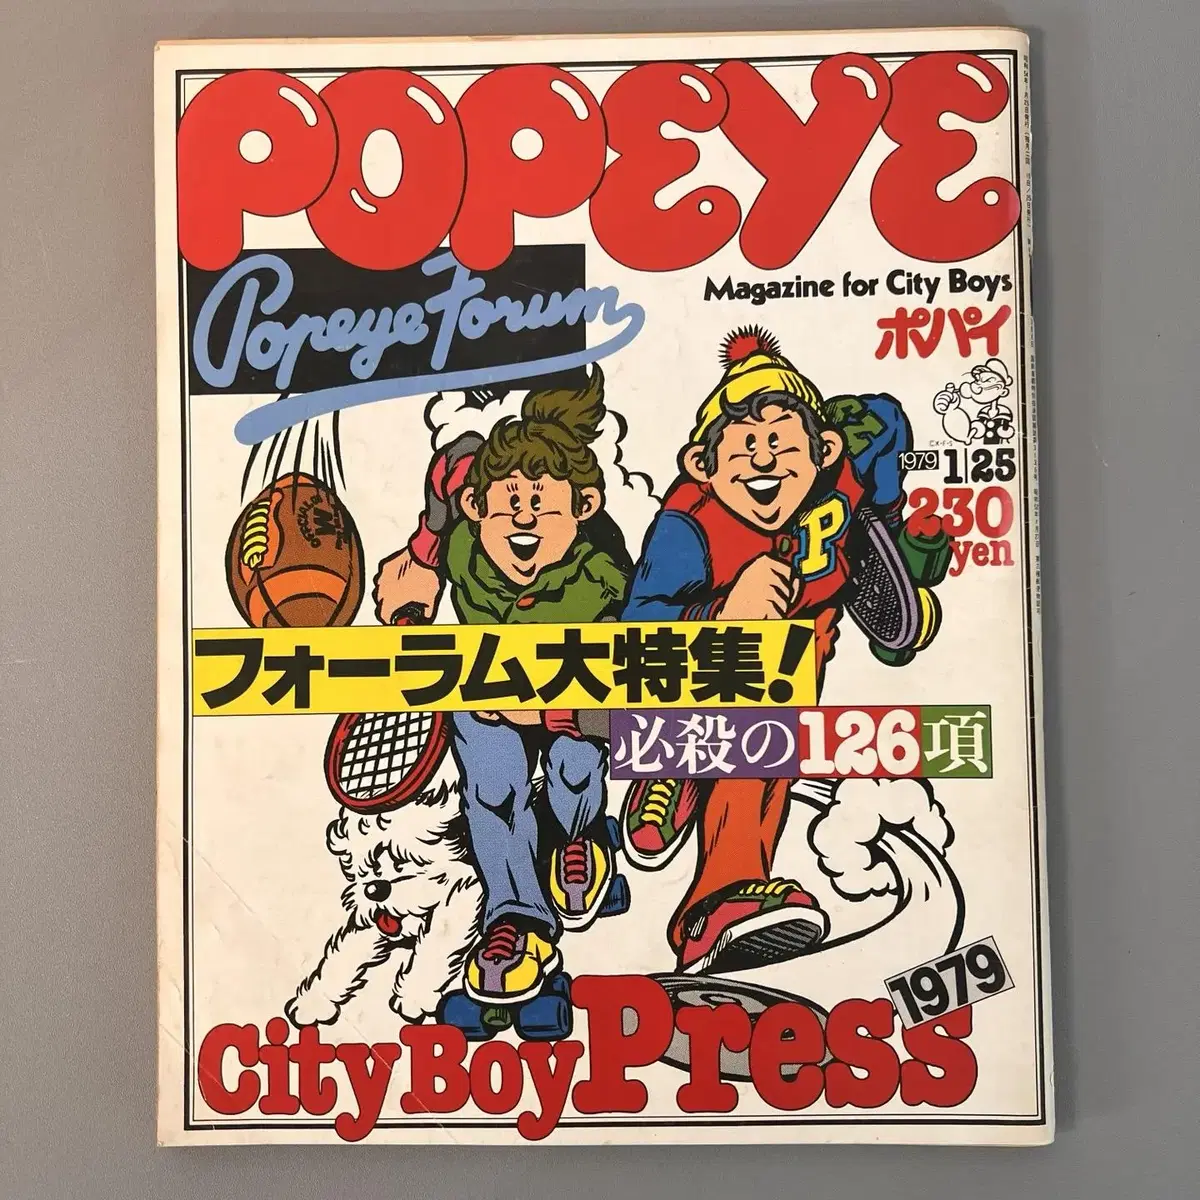 POPEYE
Popeye Forum
Magazine for City Boys
ポパイ
1979 1/25
230
yen
P
フォーラム大特集!
必殺の126項
1979
City Boy Press